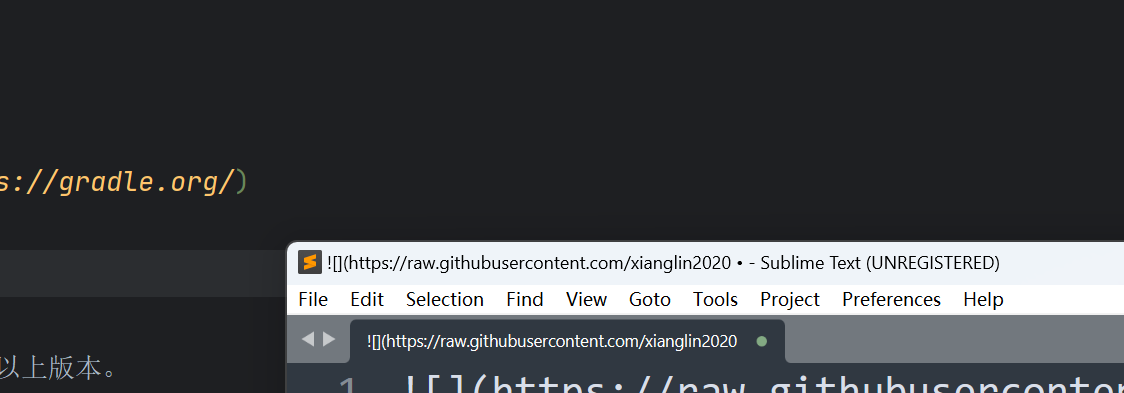 s://gradle.org/)
![](https://raw.githubusercontent.com/xianglin2020 • - Sublime Text (UNREGISTERED)
File Edit Selection Find View Goto Tools Project Preferences Help
![](https://raw.githubusercontent.com/xianglin2020
以上版本。
1 ![](https://raw.githubuserconten